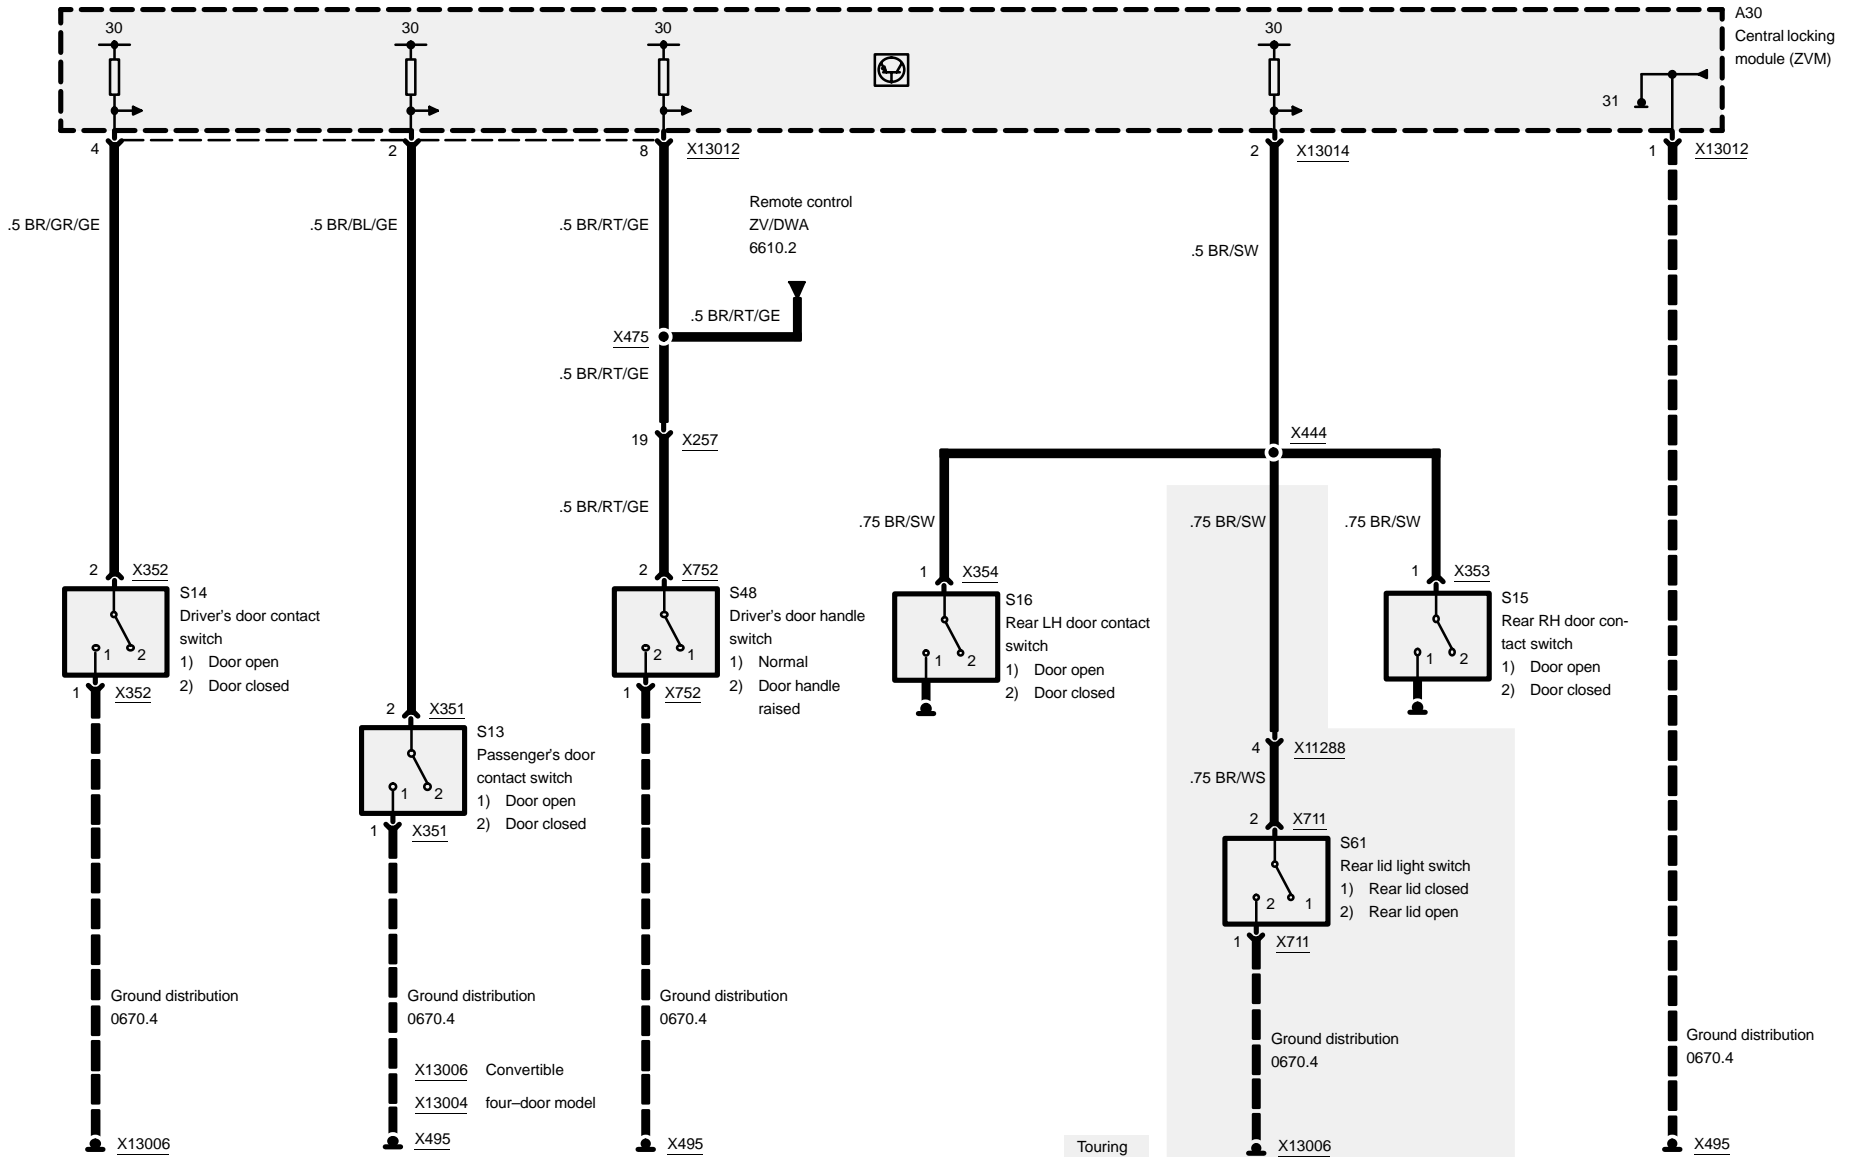 30
30
30
30
A30
Central locking
module (ZVM)
31
4
2
8
X13012
2
X13014
1
X13012
Remote control
ZV/DWA
6610.2
.5 BR/GR/GE
.5 BR/BL/GE
.5 BR/RT/GE
.5 BR/SW
.5 BR/RT/GE
X475
.5 BR/RT/GE
19
X257
X444
.5 BR/RT/GE
.75 BR/SW
.75 BR/SW
.75 BR/SW
2
X352
S14
Driver's door contact
switch
1) Door open
2) Door closed
1
2
1
X352
2
X752
S48
Driver's door handle
switch
1) Normal
2) Door handle
raised
2
1
1
X752
1
X354
S16
Rear LH door contact
switch
1) Door open
2) Door closed
1
2
1
X353
S15
Rear RH door con-
tact switch
1) Door open
2) Door closed
1
2
2
X351
S13
Passenger's door
contact switch
1) Door open
2) Door closed
1
2
1
X351
4
X11288
.75 BR/WS
2
X711
S61
Rear lid light switch
1) Rear lid closed
2) Rear lid open
2
1
1
X711
Ground distribution
0670.4
Ground distribution
0670.4
Ground distribution
0670.4
Ground distribution
0670.4
Ground distribution
0670.4
X13006 Convertible
X13004 four–door model
X13006
X495
X495
Touring
X13006
X495